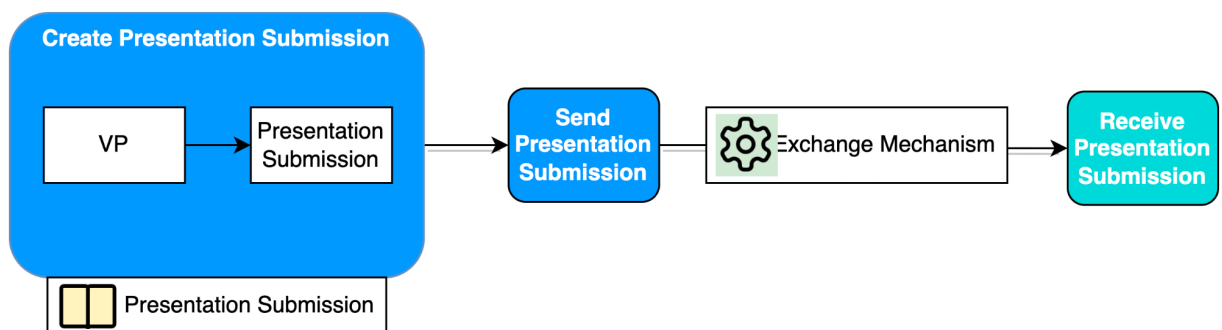 Create Presentation Submission
VP
Presentation
Submission
Send
Presentation
Submission
Exchange Mechanism
Receive
Presentation
Submission
Presentation Submission